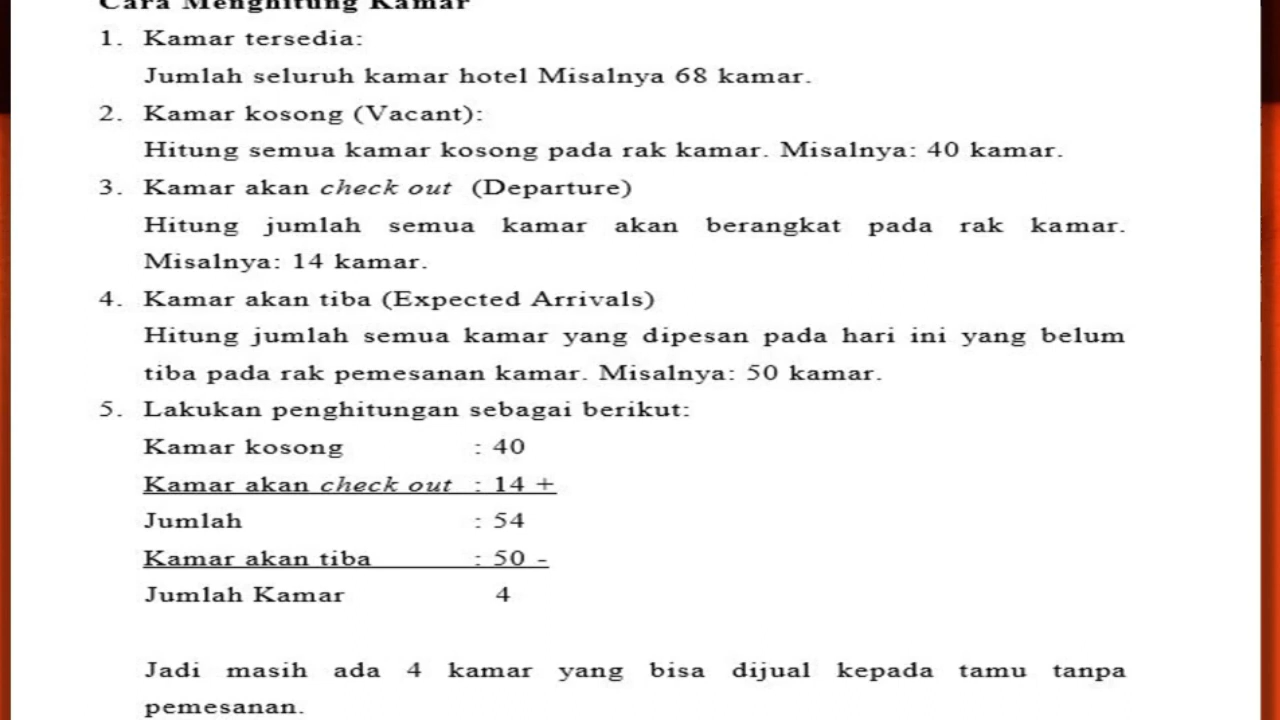 Cara Menghitung Kamar
1. Kamar tersedia:
Jumlah seluruh kamar hotel Misalnya 68 kamar.
2. Kamar kosong (Vacant):
Hitung semua kamar kosong pada rak kamar. Misalnya: 40 kamar.
3. Kamar akan check out (Departure)
Hitung jumlah semua kamar akan berangkat pada rak kamar.
Misalnya: 14 kamar.
4. Kamar akan tiba (Expected Arrivals)
Hitung jumlah semua kamar yang dipesan pada hari ini yang belum
tiba pada rak pemesanan kamar. Misalnya: 50 kamar.
5. Lakukan penghitungan sebagai berikut:
Kamar kosong : 40
Kamar akan check out : 14 +
Jumlah : 54
Kamar akan tiba : 50 -
Jumlah Kamar 4
Jadi masih ada 4 kamar yang bisa dijual kepada tamu tanpa
pemesanan.